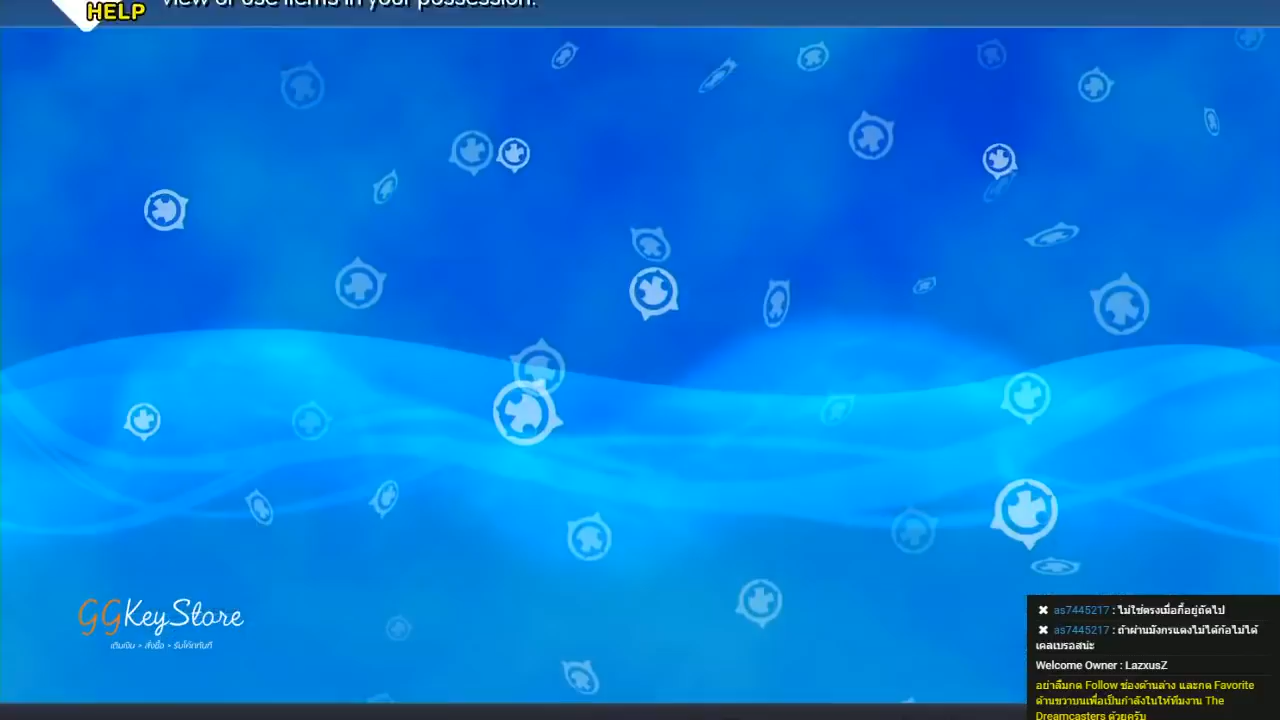 view or use items in your possession.
HELP
GGKeyStore
เติมเงิน » สั่งซื้อ » รับโค้ดทันที
✖ as7445217 : ไม่ใช่ตรงเมื่อกี้อยู่ถัดไป
✖ as7445217 : ถ้าผ่านมังกรแดงไม่ได้ก้อไม่ได้
เคลเบรอสน่ะ
Welcome Owner : LazxusZ
อย่าลืมกด Follow ช่องด้านล่าง และกด Favorite
ด้านขวาบนเพื่อเป็นกำลังในให้ทีมงาน The
Dreamcasters ด้วยครับ